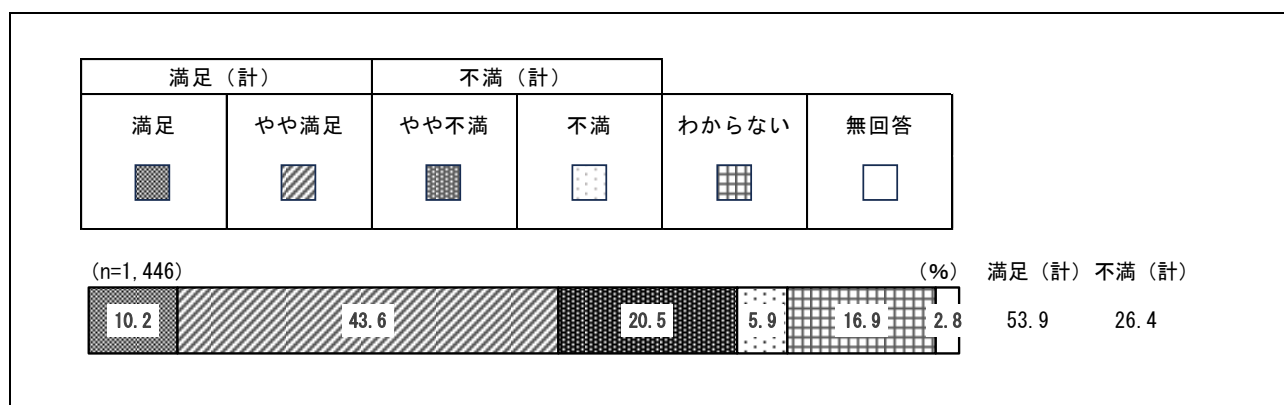 満足(計) 不満(計)
満足 やや満足 やや不満 不満 わからない 無回答
(n=1,446) (%) 満足(計) 不満(計)
10.2 43.6 20.5 5.9 16.9 2.8 53.9 26.4